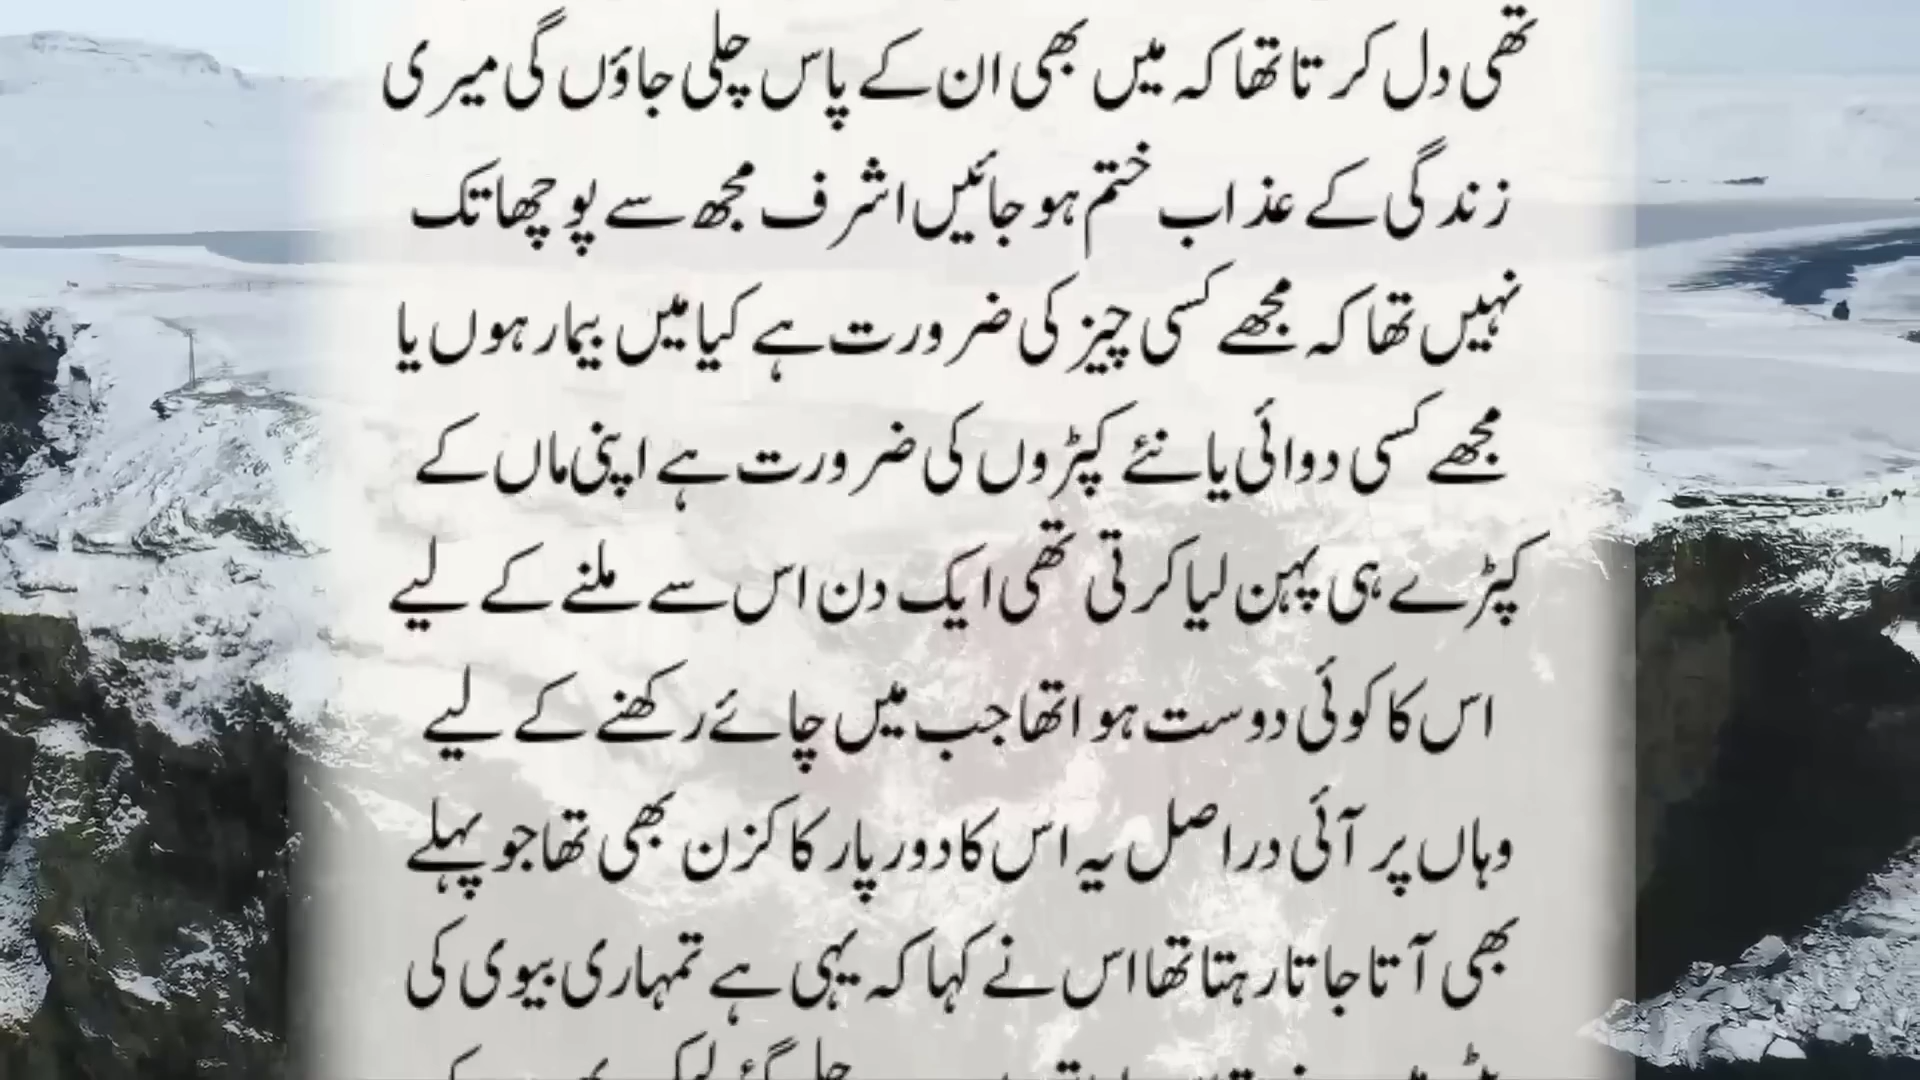 تھی دل کرتا تھا کہ میں بھی ان کے پاس چلی جاؤں گی میری
زندگی کے عذاب ختم ہو جائیں اشرف مجھ سے پوچھا تک
نہیں تھا کہ مجھے کسی چیز کی ضرورت ہے کیا میں بیمار ہوں یا
مجھے کسی دوائی یا نئے کپڑوں کی ضرورت ہے اپنی ماں کے
کپڑے ہی پہن لیا کرتی تھی ایک دن اس سے ملنے کے لیے
اس کا کوئی دوست ہوا تھا جب میں چائے رکھنے کے لیے
وہاں پر آئی دراصل یہ اس کا دور پار کا کزن بھی تھا جو پہلے
بھی آتا جاتا رہتا تھا اس نے کہا کہ یہی ہے تمہاری بیوی کی